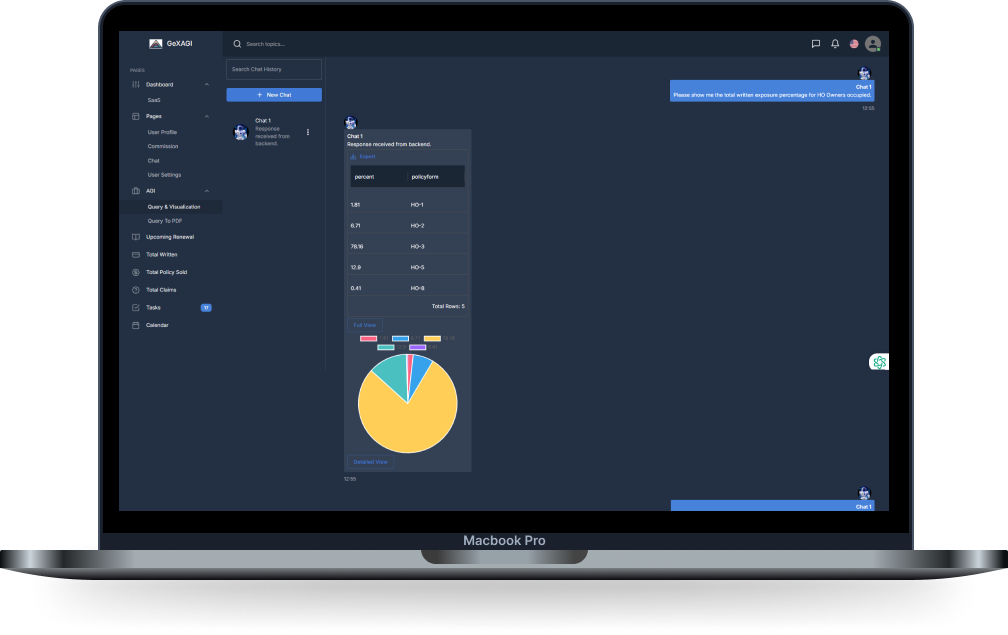 GeXAGI
Search topics...
PAGES
Dashboard
SaaS
Pages
User Profile
Commission
Chat
User Settings
AGI
Query & Visualization
Query To PDF
Upcoming Renewal
Total Written
Total Policy Sold
Total Claims
Tasks
17
Calendar
Search Chat History
+ New Chat
Chat 1
Response
received from
backend.
Chat 1
Please show me the total written exposure percentage for HO Owners occupied.
12:55
Chat 1
Response received from backend.
Export
percent policyform
1.81 HO-1
6.71 HO-2
78.16 HO-3
12.9 HO-5
0.41 HO-8
Total Rows: 5
Full View
Detailed View
12:55
Chat 1
Macbook Pro